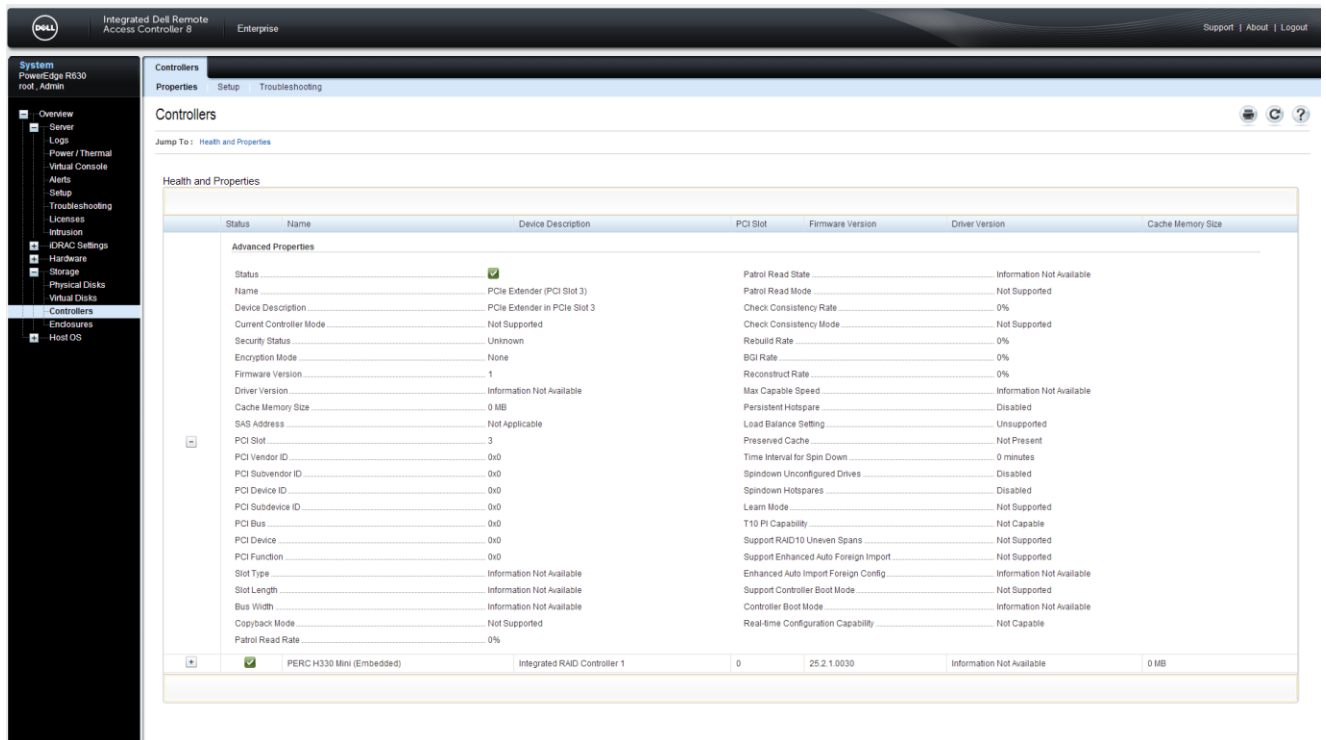 DELL
Integrated Dell Remote
Access Controller 8
Enterprise
Support | About | Logout
System
PowerEdge R630
root , Admin
Overview
Server
Logs
Power / Thermal
Virtual Console
Alerts
Setup
Troubleshooting
Licenses
Intrusion
iDRAC Settings
Hardware
Storage
Physical Disks
Virtual Disks
Controllers
Enclosures
Host OS
Controllers
Properties Setup Troubleshooting
Controllers
Jump To : Health and Properties
Health and Properties
Status Name Device Description PCI Slot Firmware Version Driver Version Cache Memory Size
Advanced Properties
Status
Name PCIe Extender (PCI Slot 3)
Device Description PCIe Extender in PCIe Slot 3
Current Controller Mode Not Supported
Security Status Unknown
Encryption Mode None
Firmware Version 1
Driver Version Information Not Available
Cache Memory Size 0 MB
SAS Address Not Applicable
PCI Slot 3
PCI Vendor ID 0x0
PCI Subvendor ID 0x0
PCI Device ID 0x0
PCI Subdevice ID 0x0
PCI Bus 0x0
PCI Device 0x0
PCI Function 0x0
Slot Type Information Not Available
Slot Length Information Not Available
Bus Width Information Not Available
Copyback Mode Not Supported
Patrol Read Rate 0%
Patrol Read State Information Not Available
Patrol Read Mode Not Supported
Check Consistency Rate 0%
Check Consistency Mode Not Supported
Rebuild Rate 0%
BGI Rate 0%
Reconstruct Rate 0%
Max Capable Speed Information Not Available
Persistent Hotspare Disabled
Load Balance Setting Unsupported
Preserved Cache Not Present
Time Interval for Spin Down 0 minutes
Spindown Unconfigured Drives Disabled
Spindown Hotspares Disabled
Learn Mode Not Supported
T10 PI Capability Not Capable
Support RAID10 Uneven Spans Not Supported
Support Enhanced Auto Foreign Import Not Supported
Enhanced Auto Import Foreign Config Information Not Available
Support Controller Boot Mode Not Supported
Controller Boot Mode Information Not Available
Real-time Configuration Capability Not Capable
PERC H330 Mini (Embedded) Integrated RAID Controller 1 0 25.2.1.0030 Information Not Available 0 MB